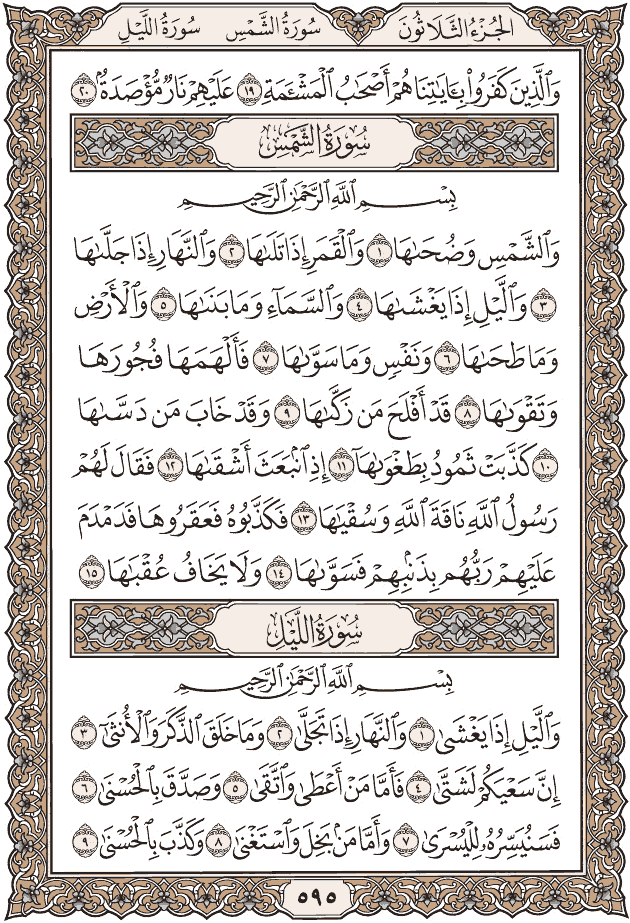 الجُزْءُ الثَّلَاثُونَ سُورَةُ الشَّمْسِ سُورَةُ اللَّيْلِ
وَٱلَّذِينَ كَفَرُوا۟ بِـَٔايَٰتِنَا هُمْ أَصْحَٰبُ ٱلْمَشْـَٔمَةِ ١٩ عَلَيْهِمْ نَارٌ مُّؤْصَدَةٌۢ ٢٠
سُورَةُ الشَّمْسِ
بِسْمِ ٱللَّهِ ٱلرَّحْمَٰنِ ٱلرَّحِيمِ
وَٱلشَّمْسِ وَضُحَىٰهَا ١ وَٱلْقَمَرِ إِذَا تَلَىٰهَا ٢ وَٱلنَّهَارِ إِذَا جَلَّىٰهَا
٣ وَٱلَّيْلِ إِذَا يَغْشَىٰهَا ٤ وَٱلسَّمَآءِ وَمَا بَنَىٰهَا ٥ وَٱلْأَرْضِ
وَمَا طَحَىٰهَا ٦ وَنَفْسٍ وَمَا سَوَّىٰهَا ٧ فَأَلْهَمَهَا فُجُورَهَا
وَتَقْوَىٰهَا ٨ قَدْ أَفْلَحَ مَن زَكَّىٰهَا ٩ وَقَدْ خَابَ مَن دَسَّىٰهَا
١٠ كَذَّبَتْ ثَمُودُ بِطَغْوَىٰهَآ ١١ إِذِ ٱنۢبَعَثَ أَشْقَىٰهَا ١٢ فَقَالَ لَهُمْ
رَسُولُ ٱللَّهِ نَاقَةَ ٱللَّهِ وَسُقْيَٰهَا ١٣ فَكَذَّبُوهُ فَعَقَرُوهَا فَدَمْدَمَ
عَلَيْهِمْ رَبُّهُم بِذَنۢبِهِمْ فَسَوَّىٰهَا ١٤ وَلَا يَخَافُ عُقْبَٰهَا ١٥
سُورَةُ اللَّيْلِ
بِسْمِ ٱللَّهِ ٱلرَّحْمَٰنِ ٱلرَّحِيمِ
وَٱلَّيْلِ إِذَا يَغْشَىٰ ١ وَٱلنَّهَارِ إِذَا تَجَلَّىٰ ٢ وَمَا خَلَقَ ٱلذَّكَرَ وَٱلْأُنثَىٰٓ ٣
إِنَّ سَعْيَكُمْ لَشَتَّىٰ ٤ فَأَمَّا مَنْ أَعْطَىٰ وَٱتَّقَىٰ ٥ وَصَدَّقَ بِٱلْحُسْنَىٰ ٦
فَسَنُيَسِّرُهُۥ لِلْيُسْرَىٰ ٧ وَأَمَّا مَنۢ بَخِلَ وَٱسْتَغْنَىٰ ٨ وَكَذَّبَ بِٱلْحُسْنَىٰ ٩
٥٩٥